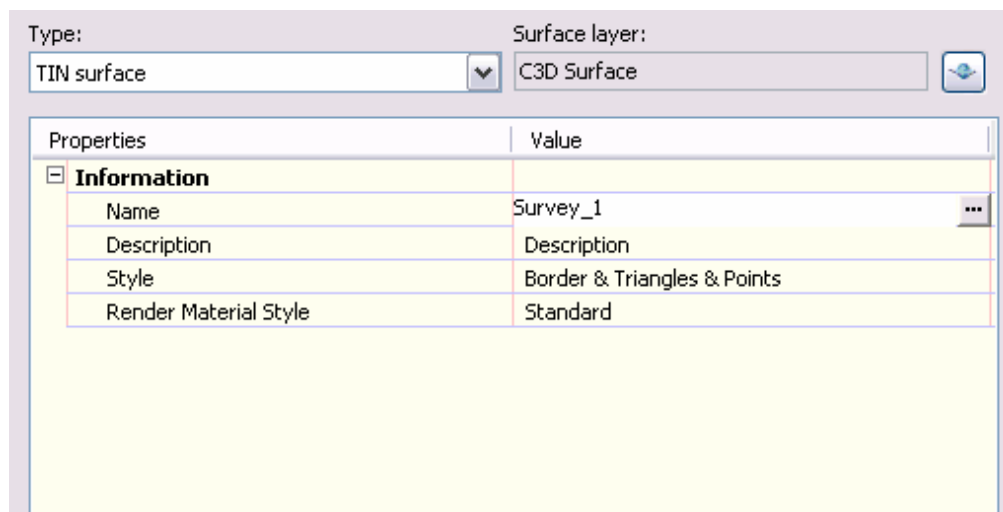 Type: Surface layer:
TIN surface C3D Surface
Properties Value
Information
Name Survey_1 ...
Description Description
Style Border & Triangles & Points
Render Material Style Standard